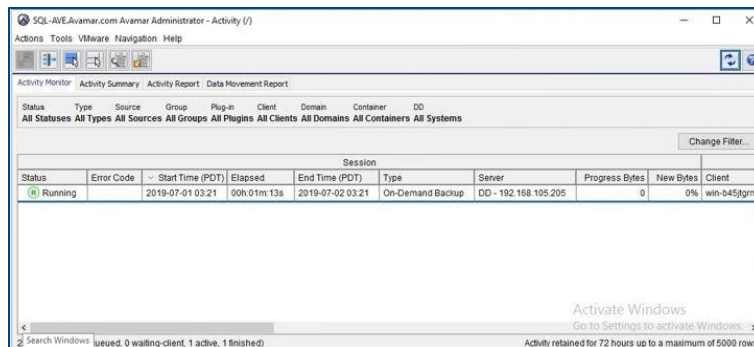 SQL-AVE.Avamar.com Avamar Administrator - Activity (/)
Actions Tools VMware Navigation Help
Activity Monitor Activity Summary Activity Report Data Movement Report
Status Type Source Group Plug-in Client Domain Container DD
All Statuses All Types All Sources All Groups All Plugins All Clients All Domains All Containers All Systems
Change Filter...
Session
Status Error Code Start Time (PDT) Elapsed End Time (PDT) Type Server Progress Bytes New Bytes Client
R Running 2019-07-01 03:21 00h:01m:13s 2019-07-02 03:21 On-Demand Backup DD - 192.168.105.205 0 0%
Activate Windows
Go to Settings to activate Windows.
2 Search Windows ueued, 0 waiting-client, 1 active, 1 finished) Activity retained for 72 hours up to a maximum of 5000 row